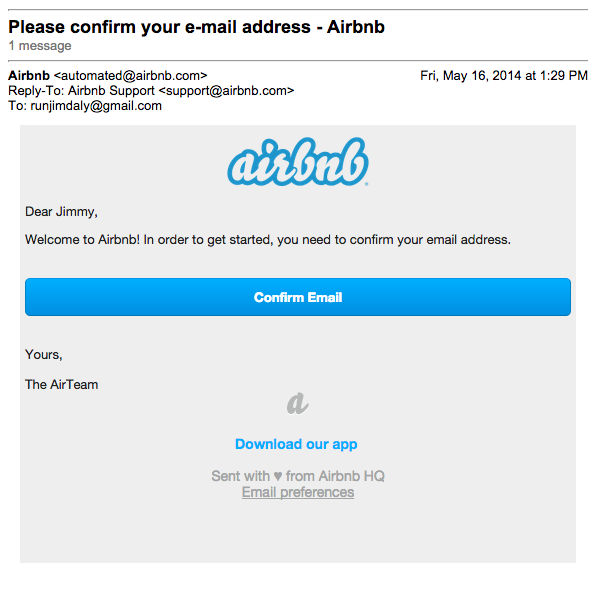 Please confirm your e-mail address - Airbnb
1 message
Airbnb <automated@airbnb.com> Fri, May 16, 2014 at 1:29 PM
Reply-To: Airbnb Support <support@airbnb.com>
To: runjimdaly@gmail.com
airbnb
Dear Jimmy,
Welcome to Airbnb! In order to get started, you need to confirm your email address.
Confirm Email
Yours,
The AirTeam
a
Download our app
Sent with ♥ from Airbnb HQ
Email preferences